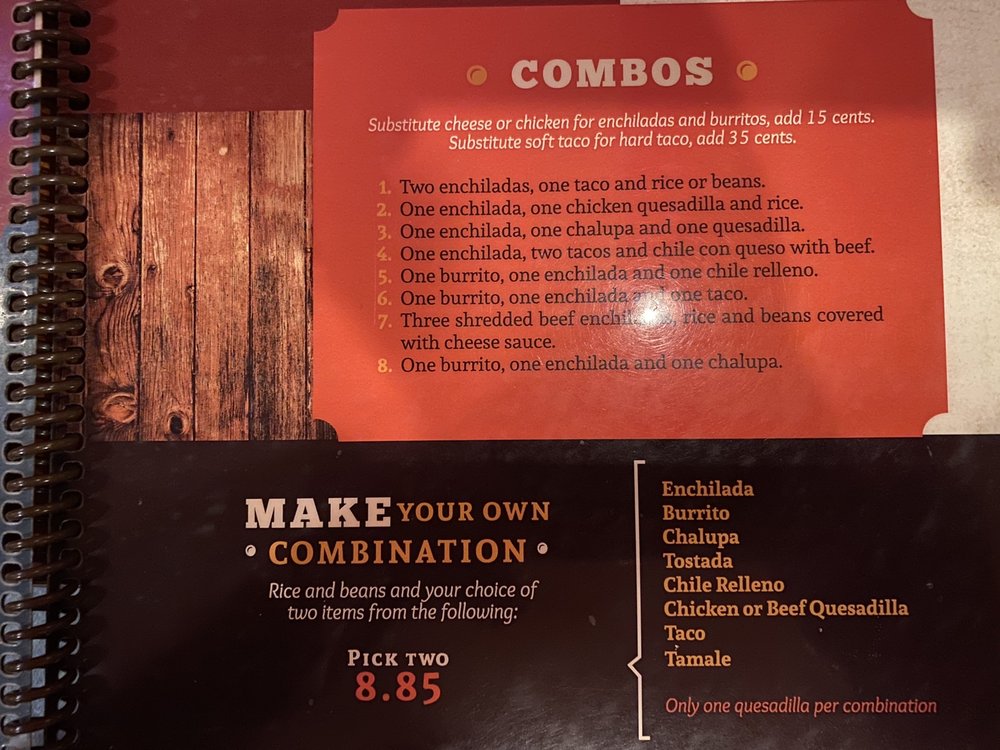 COMBOS
Substitute cheese or chicken for enchiladas and burritos, add 15 cents.
Substitute soft taco for hard taco, add 35 cents.
1. Two enchiladas, one taco and rice or beans.
2. One enchilada, one chicken quesadilla and rice.
3. One enchilada, one chalupa and one quesadilla.
4. One enchilada, two tacos and chile con queso with beef.
5. One burrito, one enchilada and one chile relleno.
6. One burrito, one enchilada and one taco.
7. Three shredded beef enchiladas, rice and beans covered
with cheese sauce.
8. One burrito, one enchilada and one chalupa.
MAKE YOUR OWN
COMBINATION
Rice and beans and your choice of
two items from the following:
PICK TWO
8.85
Enchilada
Burrito
Chalupa
Tostada
Chile Relleno
Chicken or Beef Quesadilla
Taco
Tamale
Only one quesadilla per combination